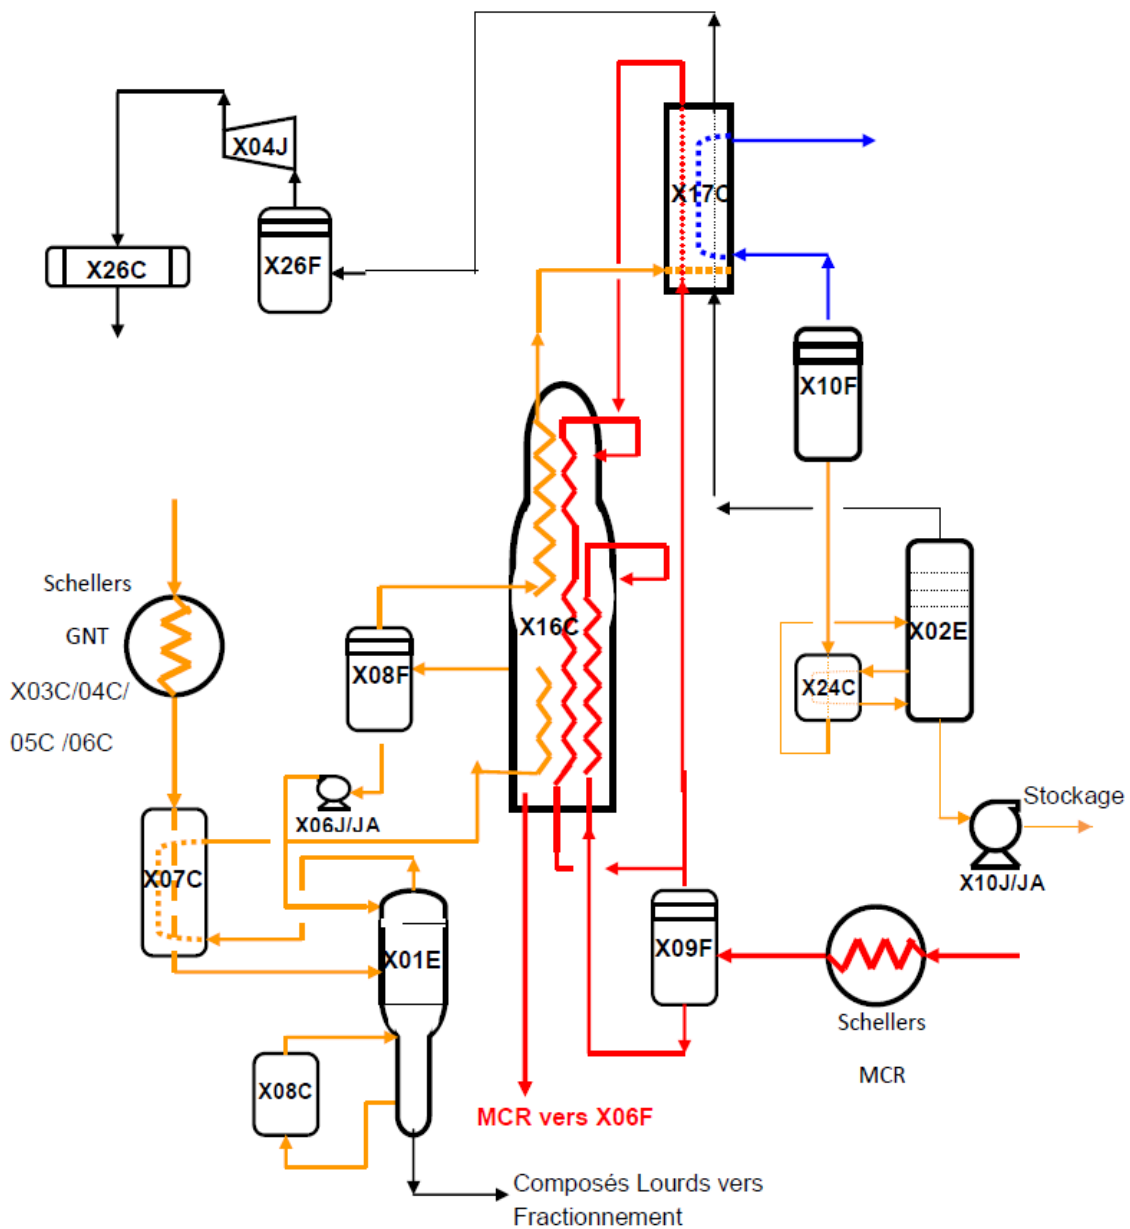 X04J
X17C
X26C
X26F
X10F
Schellers
GNT
X03C/04C/
05C /06C
X16C
X08F
X02E
X24C
X06J/JA
Stockage
X07C
X10J/JA
X01E
X09F
Schellers
MCR
X08C
MCR vers X06F
Composés Lourds vers
Fractionnement